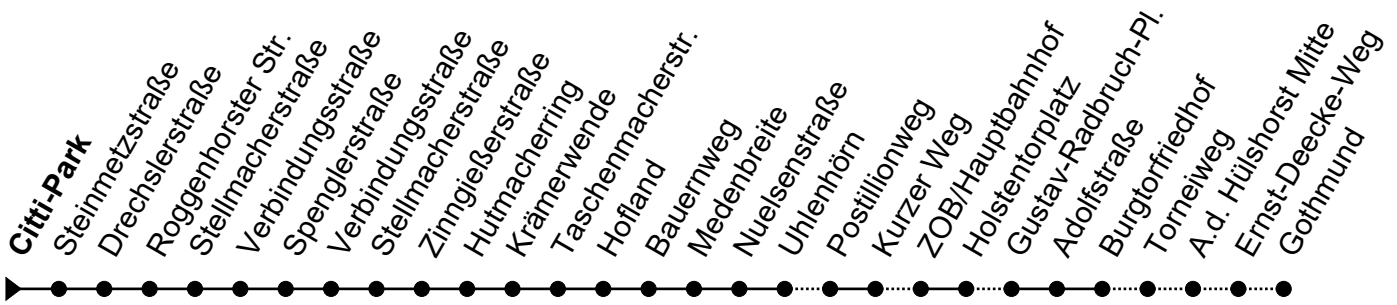 Citti-Park
Steinmetzstraße
Drechslerstraße
Roggenhorster Str.
Stellmacherstraße
Verbindungsstraße
Spenglerstraße
Verbindungsstraße
Stellmacherstraße
Zinngießerstraße
Hutmacherring
Krämerwende
Taschenmacherstr.
Hofland
Bauernweg
Medenbreite
Nuelsenstraße
Uhlenhörn
Postillionweg
Kurzer Weg
ZOB/Hauptbahnhof
Holstentorplatz
Gustav-Radbruch-Pl.
Adolfstraße
Burgtorfriedhof
Torneiweg
A.d. Hülshorst Mitte
Ernst-Deecke-Weg
Gothmund